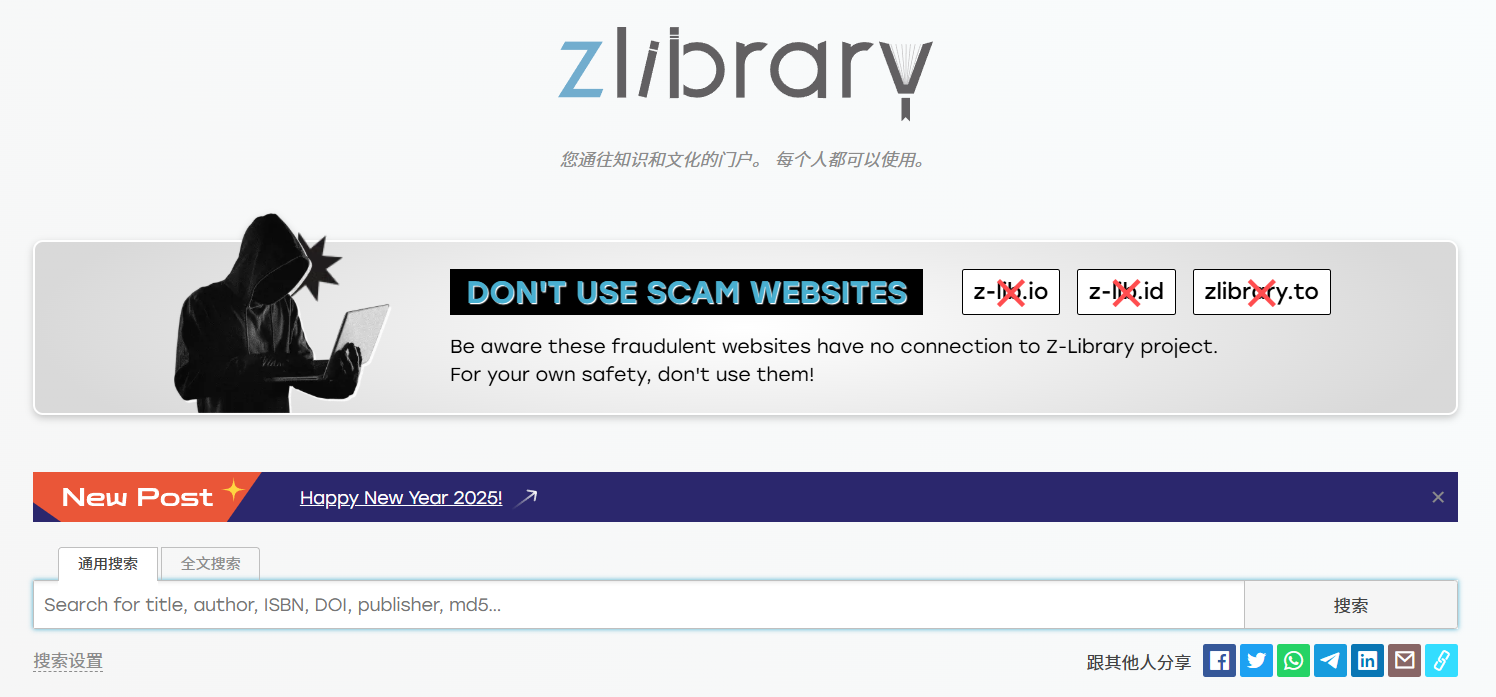 zlibrary
您通往知识和文化的门户。 每个人都可以使用。
DON'T USE SCAM WEBSITES
z-lib.io
z-lib.id
zlibrary.to
Be aware these fraudulent websites have no connection to Z-Library project.
For your own safety, don't use them!
New Post
Happy New Year 2025!
通用搜索
全文搜索
Search for title, author, ISBN, DOI, publisher, md5...
搜索
搜索设置
跟其他人分享